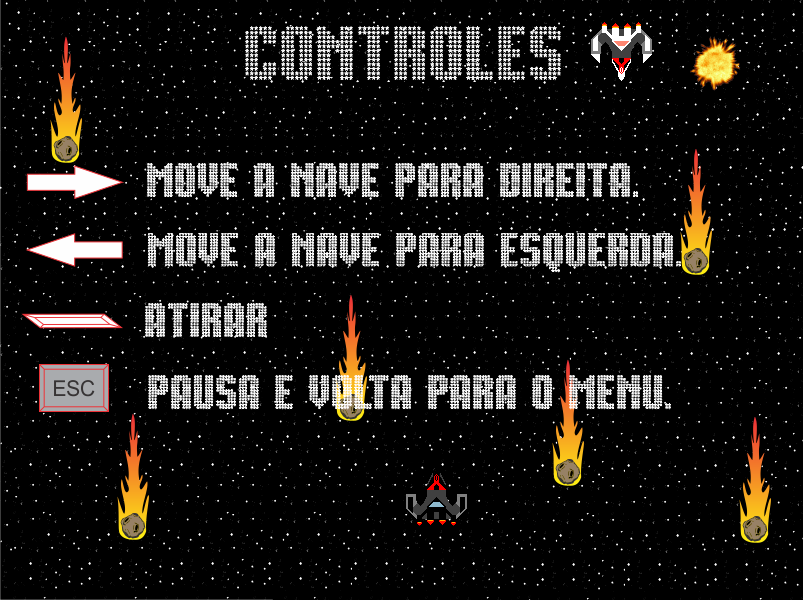 CONTROLES
MOVE A NAVE PARA DIREITA.
MOVE A NAVE PARA ESQUERDA.
ATIRAR
ESC PAUSA E VOLTA PARA O MENU.